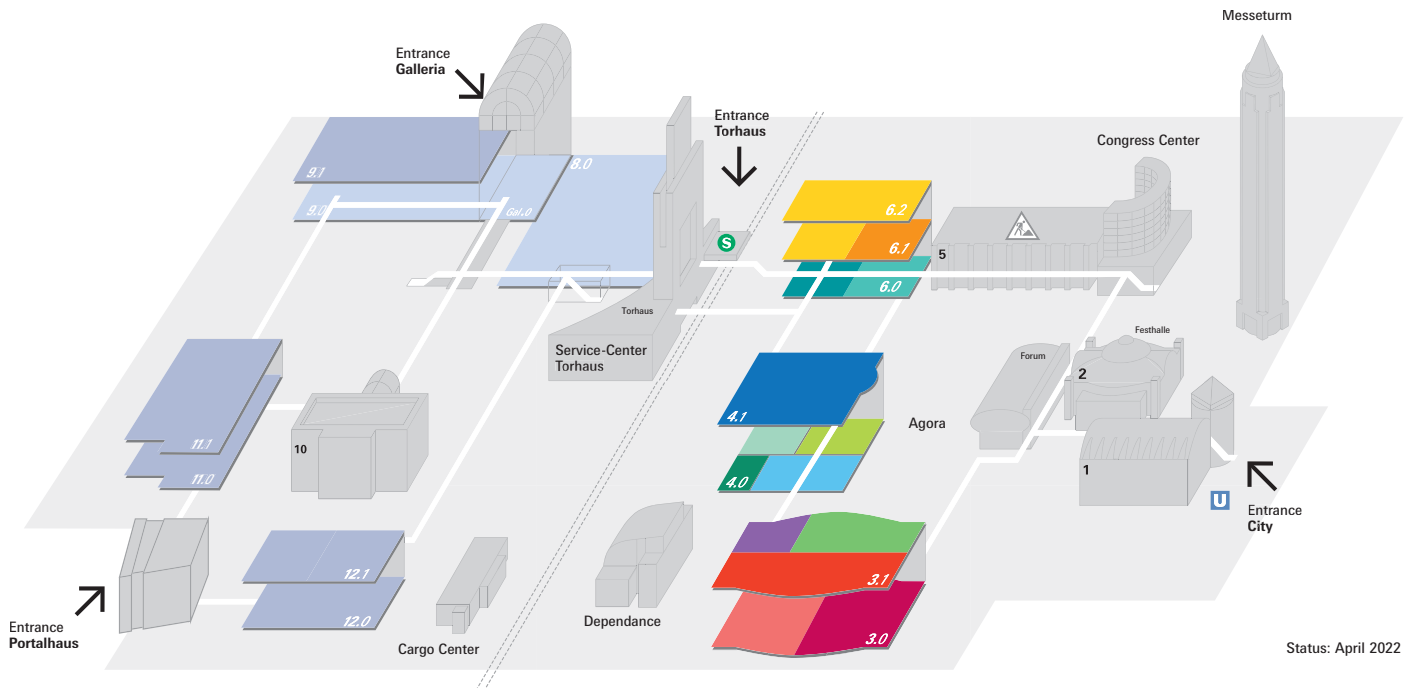 Messeturm
Entrance
Galleria
Entrance
Torhaus
Congress Center
9.1
8.0
9.0
Gal.0
6.2
S
6.1
5
6.0
Torhaus
Service-Center
Torhaus
Festhalle
Forum
2
4.1
Agora
11.1
10
1
11.0
4.0
U
Entrance
City
12.1
3.1
12.0
Entrance
Portalhaus
Dependance
3.0
Cargo Center
Status: April 2022